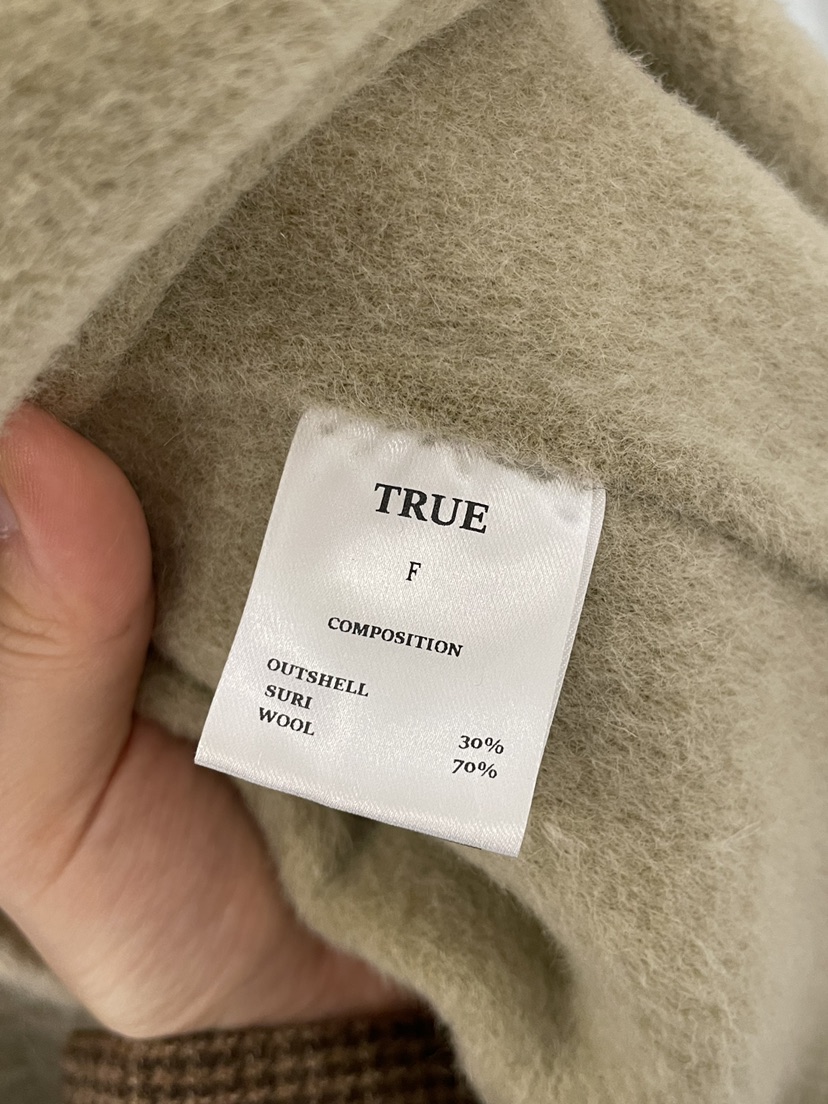 TRUE
F
COMPOSITION
OUTSHELL
SURI 30%
WOOL 70%